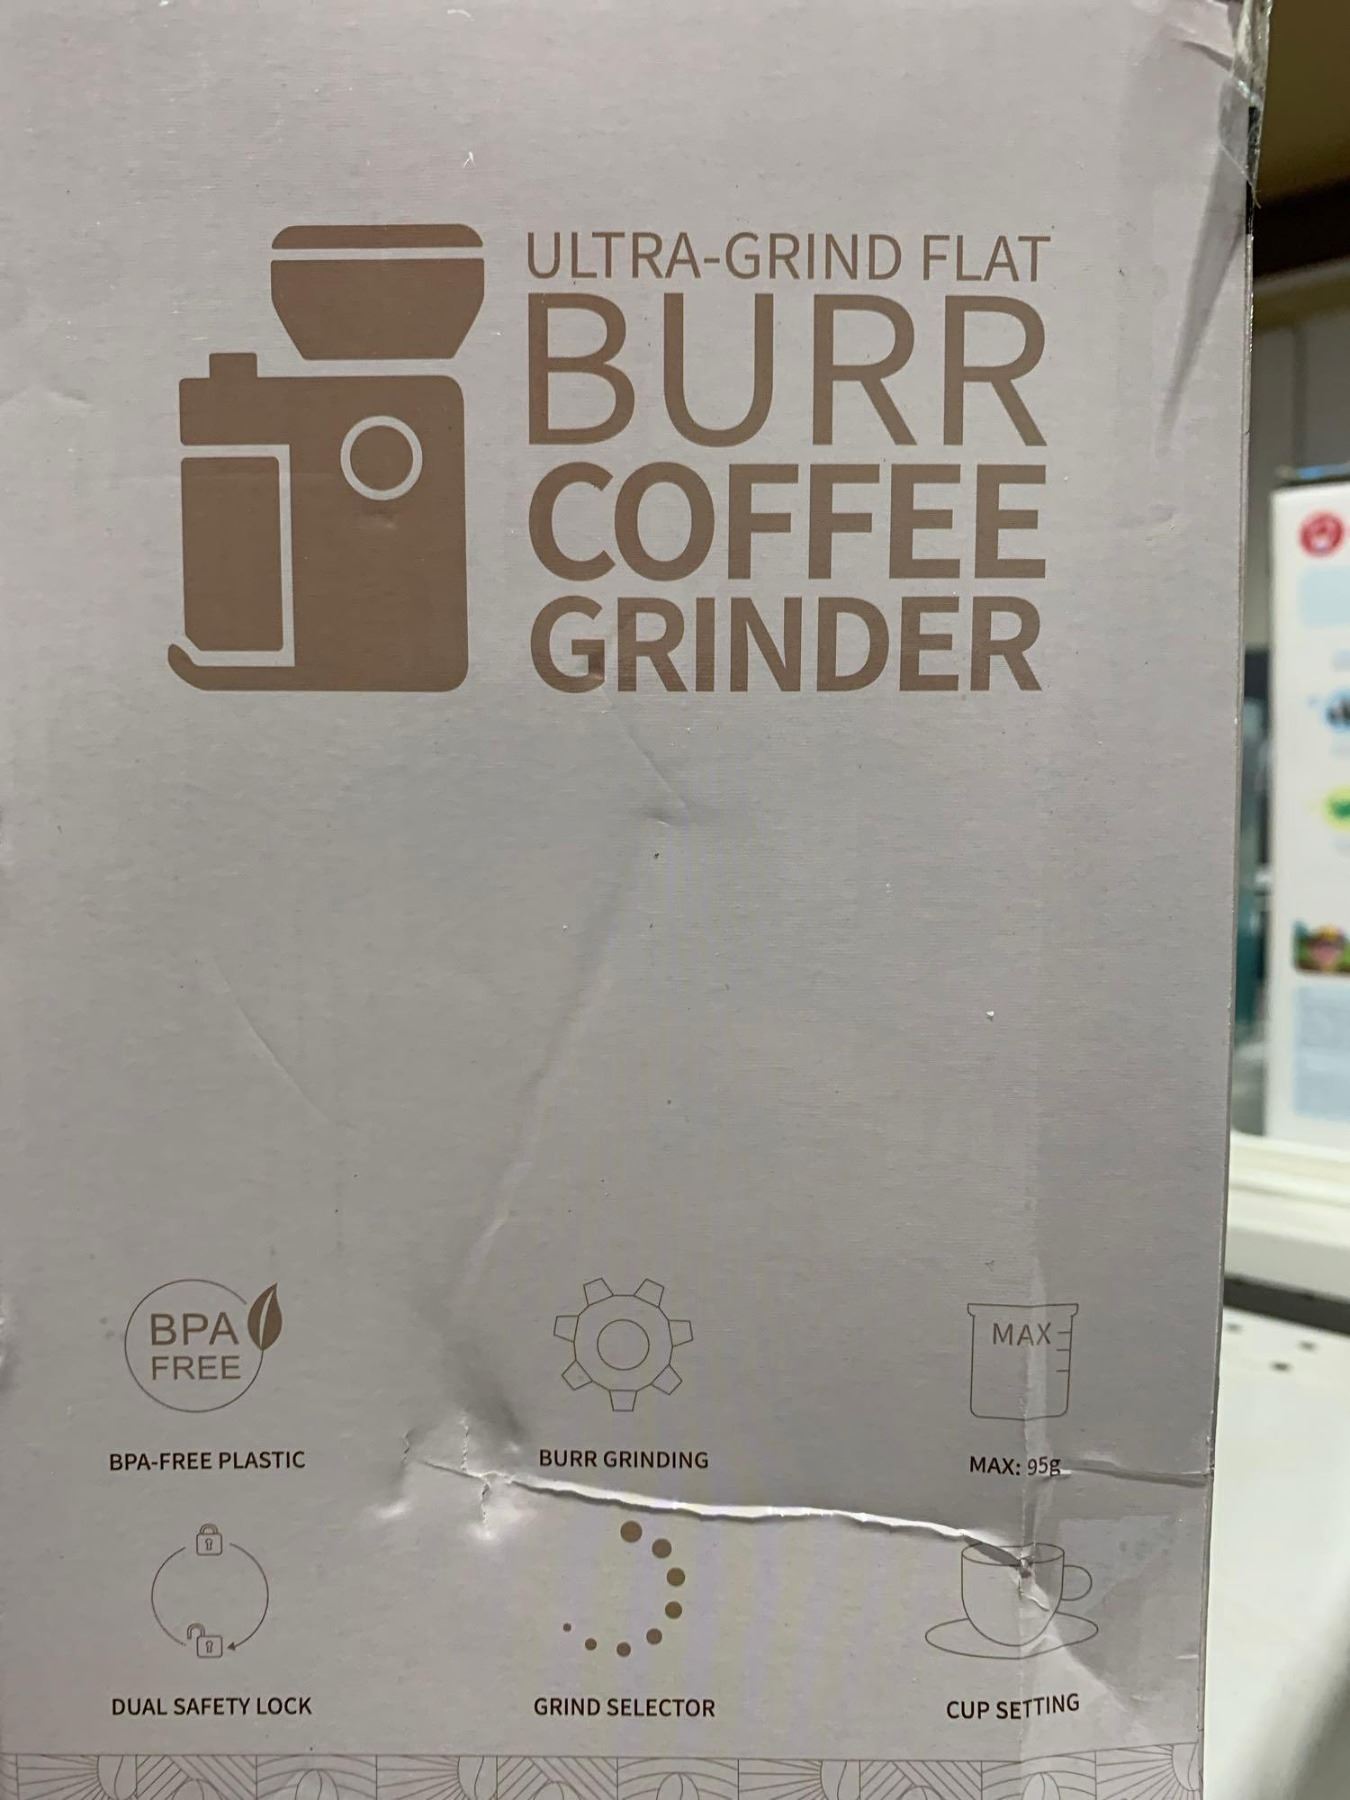 ULTRA-GRIND FLAT
BURR
COFFEE
GRINDER
BPA
FREE
MAX
BPA-FREE PLASTIC
BURR GRINDING
MAX: 95g
DUAL SAFETY LOCK
GRIND SELECTOR
CUP SETTING